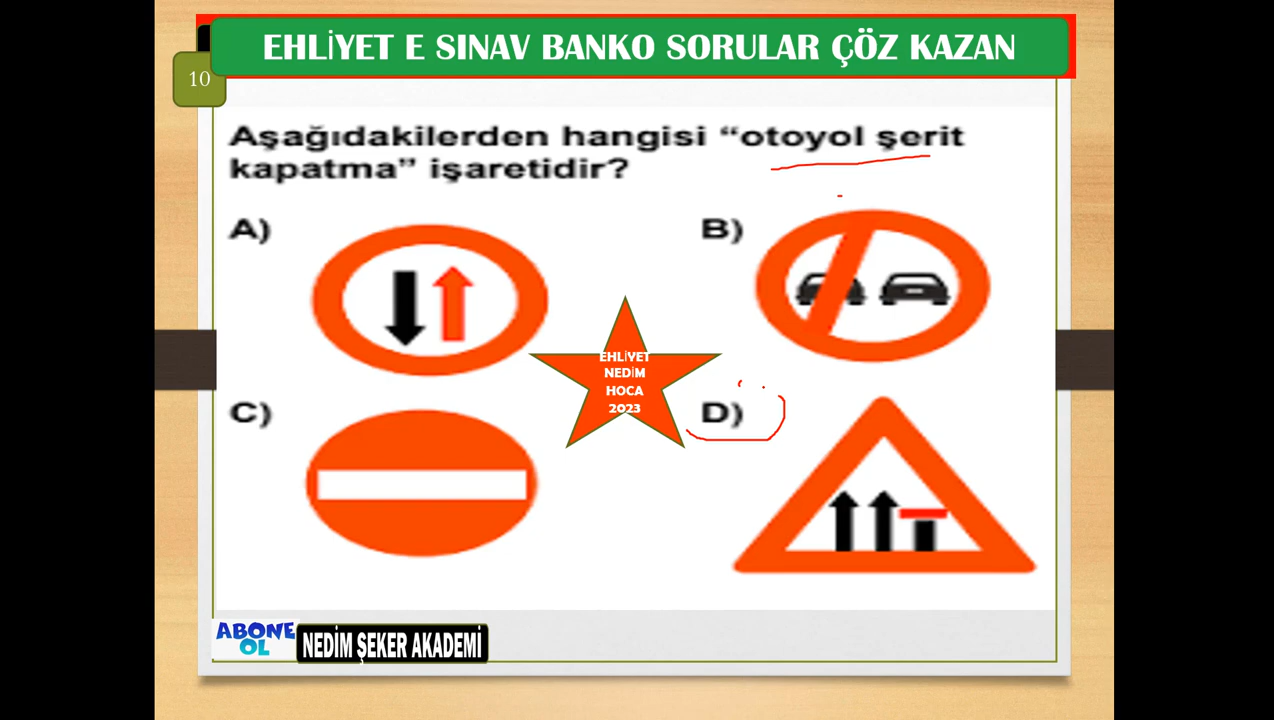 EHLİYET E SINAV BANKO SORULAR ÇÖZ KAZAN
10
Aşağıdakilerden hangisi “otoyol şerit
kapatma” işaretidir?
A)
B)
EHLİYET
NEDİM
HOCA
2023
C)
D)
ABONE
OL
NEDİM ŞEKER AKADEMİ